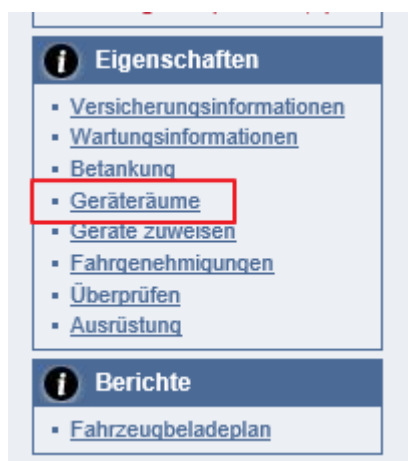 Eigenschaften
Versicherungsinformationen
Wartungsinformationen
Betankung
Geräteräume
Geräte zuweisen
Fahrgenehmigungen
Überprüfen
Ausrüstung
Berichte
Fahrzeugbeladeplan